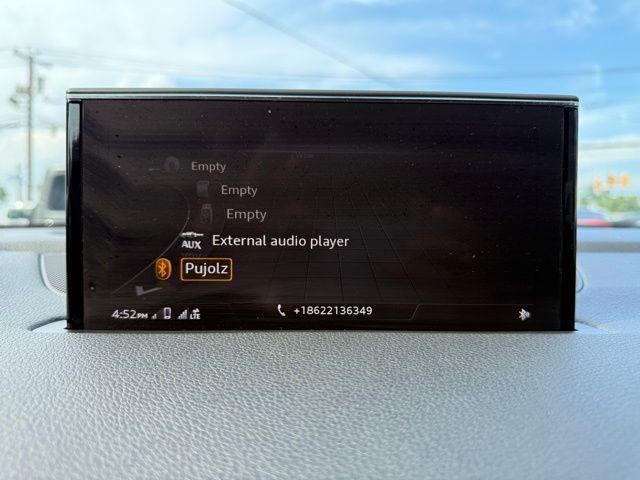 Empty
Empty
Empty
AUX External audio player
Pujolz
4:52PM LTE +18622136349